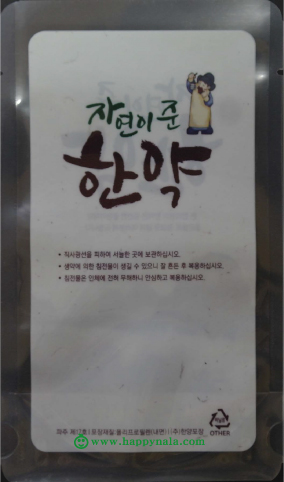 자연이 준
한약
• 직사광선을 피하여 서늘한 곳에 보관하십시오.
• 생약에 의한 침전물이 생길 수 있으니 잘 흔든 후 복용하십시오.
• 침전물은 인체에 전혀 무해하니 안심하고 복용하십시오.
OTHER
www.happynala.com